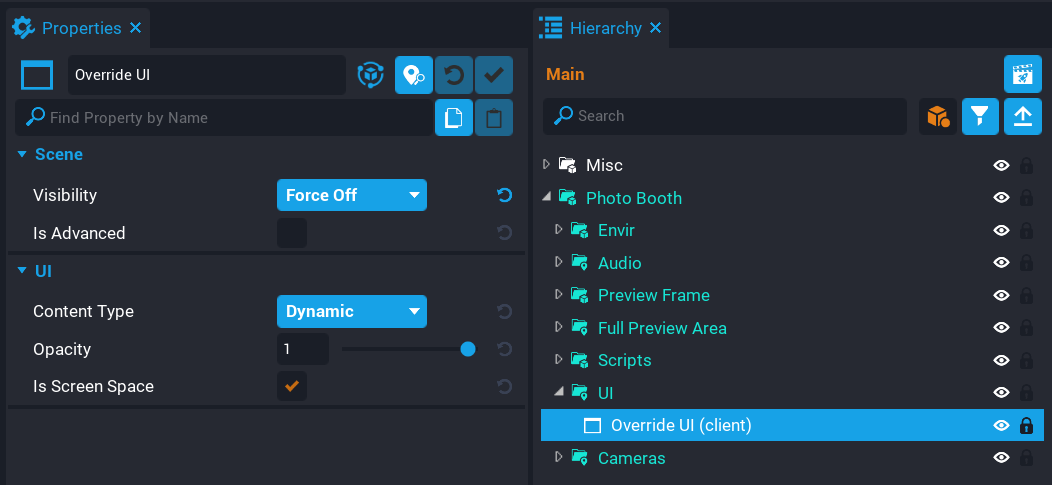 Properties
Override UI
Find Property by Name
Scene
Visibility
Force Off
Is Advanced
UI
Content Type
Dynamic
Opacity
1
Is Screen Space
Hierarchy
Main
Search
Misc
Photo Booth
Envir
Audio
Preview Frame
Full Preview Area
Scripts
UI
Override UI (client)
Cameras